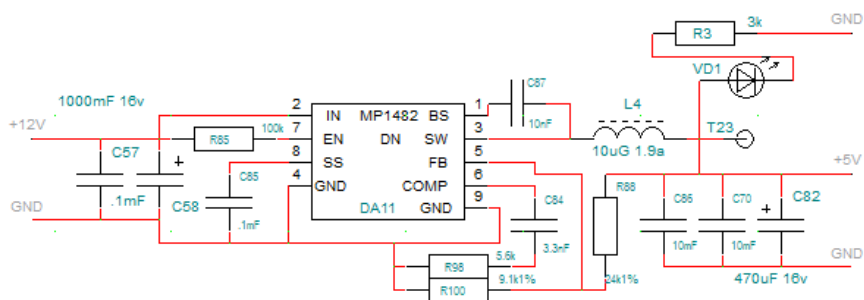 R3
3k
GND
VD1
1000mF 16v
2
IN
MP1482
BS
1
C87
10nF
L4
10uG 1.9a
T23
+12V
R85
100k
7
EN
DN
SW
3
C57
.1mF
C58
+
8
SS
FB
5
C85
.1mF
4
GND
COMP
6
GND
9
DA11
C84
3.3nF
R88
24k1%
+5V
C86
10mF
C70
10mF
+
C82
470uF 16v
GND
GND
R98
5.6k
R100
9.1k1%